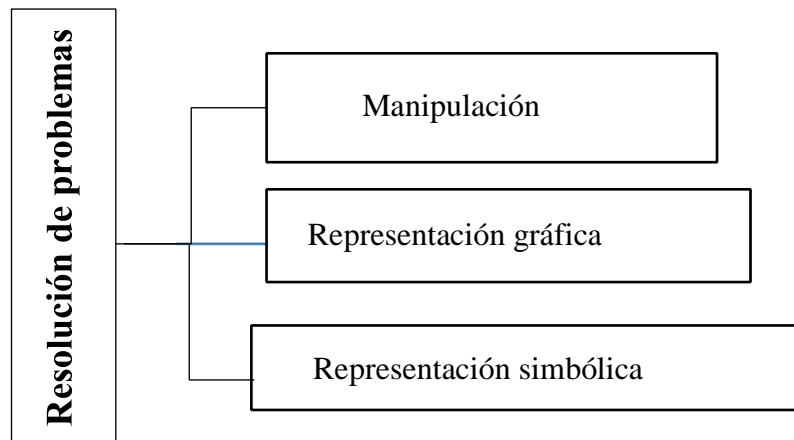 Resolución de problemas
Manipulación
Representación gráfica
Representación simbólica